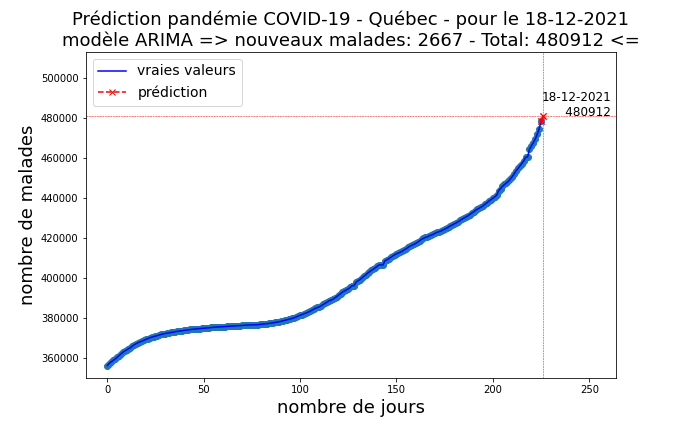 Prédiction pandémie COVID-19 - Québec - pour le 18-12-2021
modèle ARIMA => nouveaux malades: 2667 - Total: 480912 <=
vraies valeurs
prédiction
18-12-2021
480912
nombre de malades
500000
480000
460000
440000
420000
400000
380000
360000
0 50 100 150 200 250
nombre de jours